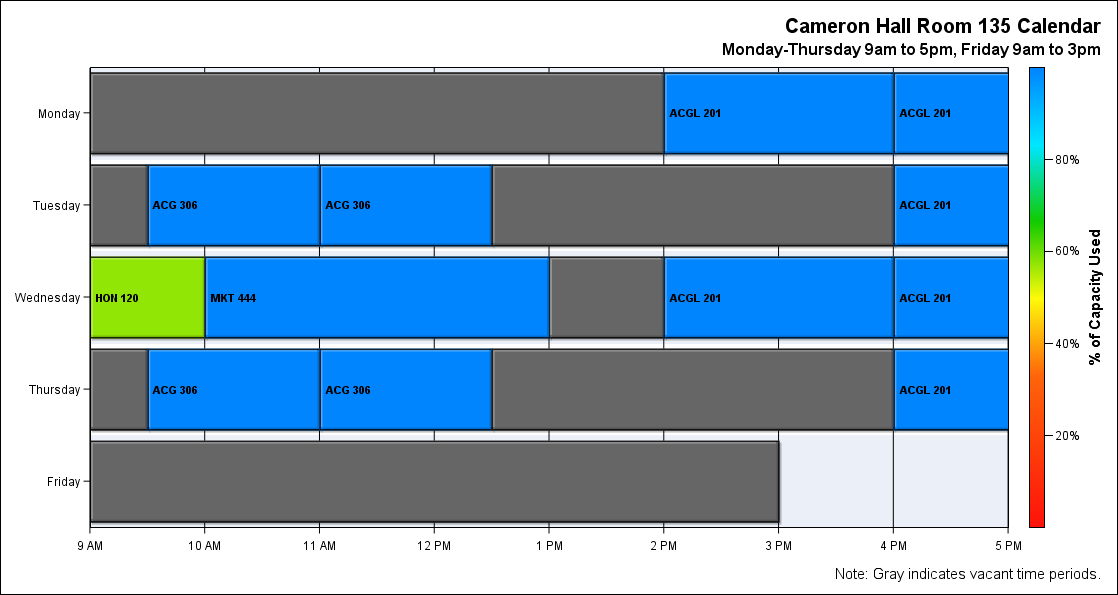 Cameron Hall Room 135 Calendar
Monday-Thursday 9am to 5pm, Friday 9am to 3pm
Monday
ACGL 201
ACGL 201
Tuesday
ACG 306
ACG 306
ACGL 201
Wednesday
HON 120
MKT 444
ACGL 201
ACGL 201
Thursday
ACG 306
ACG 306
ACGL 201
Friday
9 AM
10 AM
11 AM
12 PM
1 PM
2 PM
3 PM
4 PM
5 PM
80%
60%
40%
20%
% of Capacity Used
Note: Gray indicates vacant time periods.